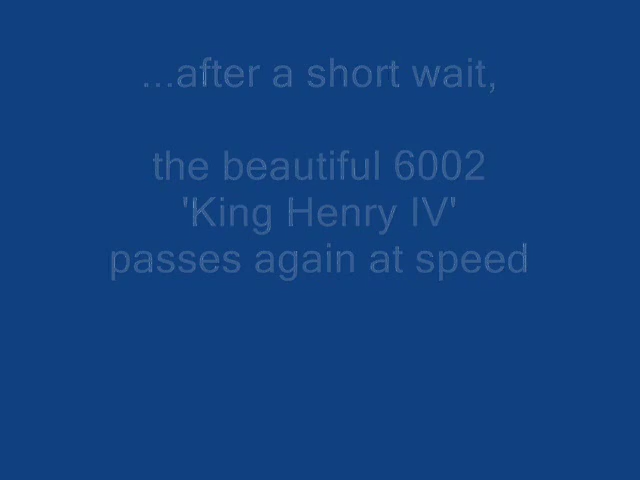 ...after a short wait,
the beautiful 6002
'King Henry IV'
passes again at speed